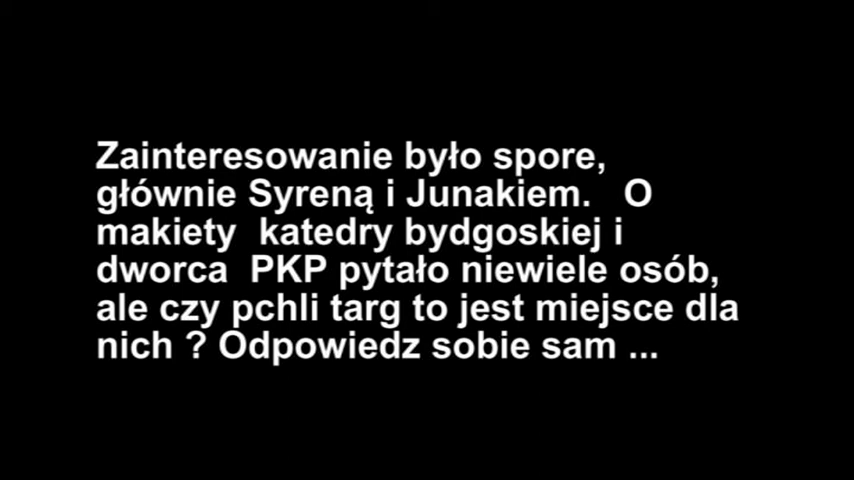 Zainteresowanie było spore,
głównie Syreną i Junakiem.   O
makiety  katedry bydgoskiej i
dworca  PKP pytało niewiele osób,
ale czy pchli targ to jest miejsce dla
nich ? Odpowiedz sobie sam ...